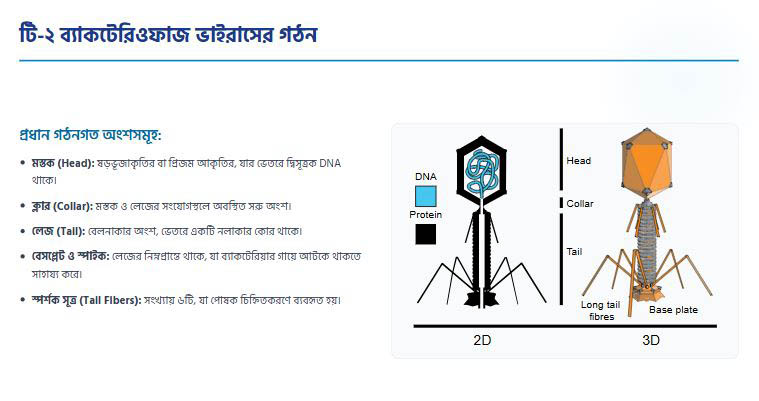 টি-২ ব্যাকটেরিওফাজ ভাইরাসের গঠন
প্রধান গঠনগত অংশসমূহ:
• মস্তক (Head): ষড়ভূজাকৃতির বা প্রিজম আকৃতির, যার ভেতরে দ্বিসূত্রক DNA
থাকে।
• ক্লার (Collar): মস্তক ও লেজের সংযোগস্থলে অবস্থিত সরু অংশ।
• লেজ (Tail): বেলনাকার অংশ, ভেতরে একটি নলাকার কোর থাকে।
• বেসপ্লেট ও স্পাইক: লেজের নিম্নপ্রান্তে থাকে, যা ব্যাকটেরিয়ার গায়ে আটকে থাকতে
সাহায্য করে।
• স্পর্শক সূত্র (Tail Fibers): সংখ্যায় ৬টি, যা পোষক চিহ্নিতকরণে ব্যবহৃত হয়।
DNA
Protein
Head
Collar
Tail
Long tail
fibres
Base plate
2D
3D